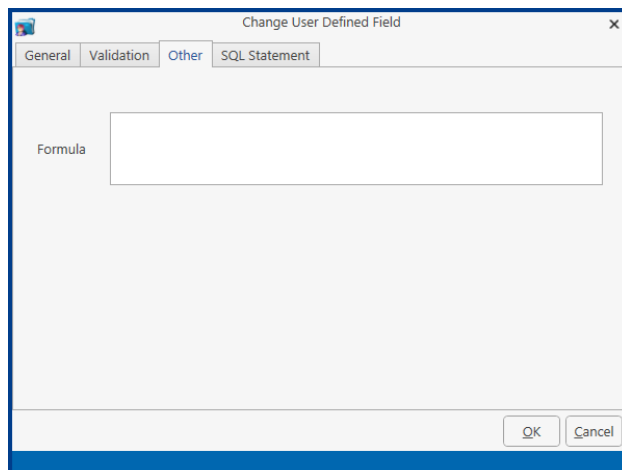 Change User Defined Field
General Validation Other SQL Statement
Formula
OK Cancel